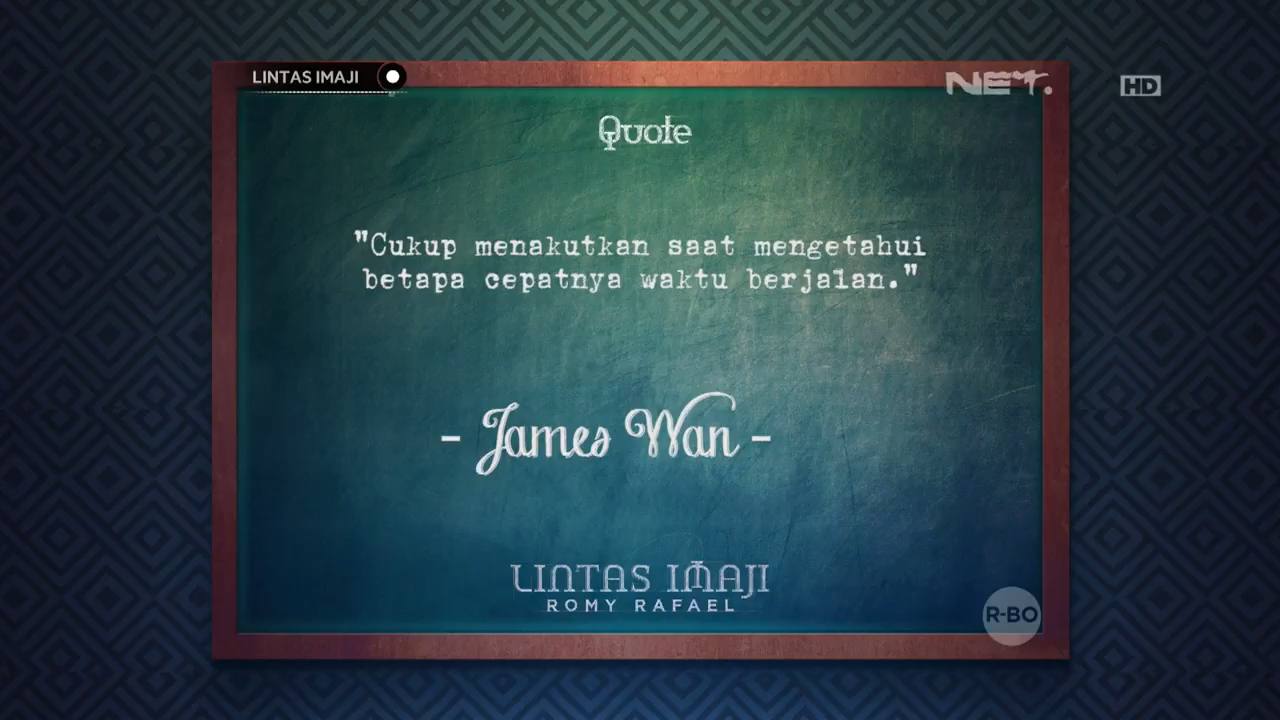 LINTAS IMAJI
NET.
HD
Quote
"Cukup menakutkan saat mengetahui
betapa cepatnya waktu berjalan."
- James Wan -
LINTAS IMAJI
ROMY RAFAEL
R-BO